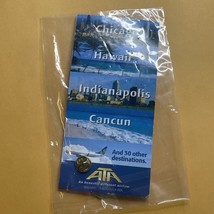 Chicago
Hawaii
Indianapolis
Cancun
And 30 other
destinations.
ATA